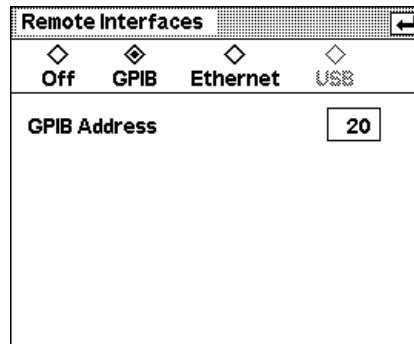 Remote Interfaces
Off GPIB Ethernet USB
GPIB Address 20